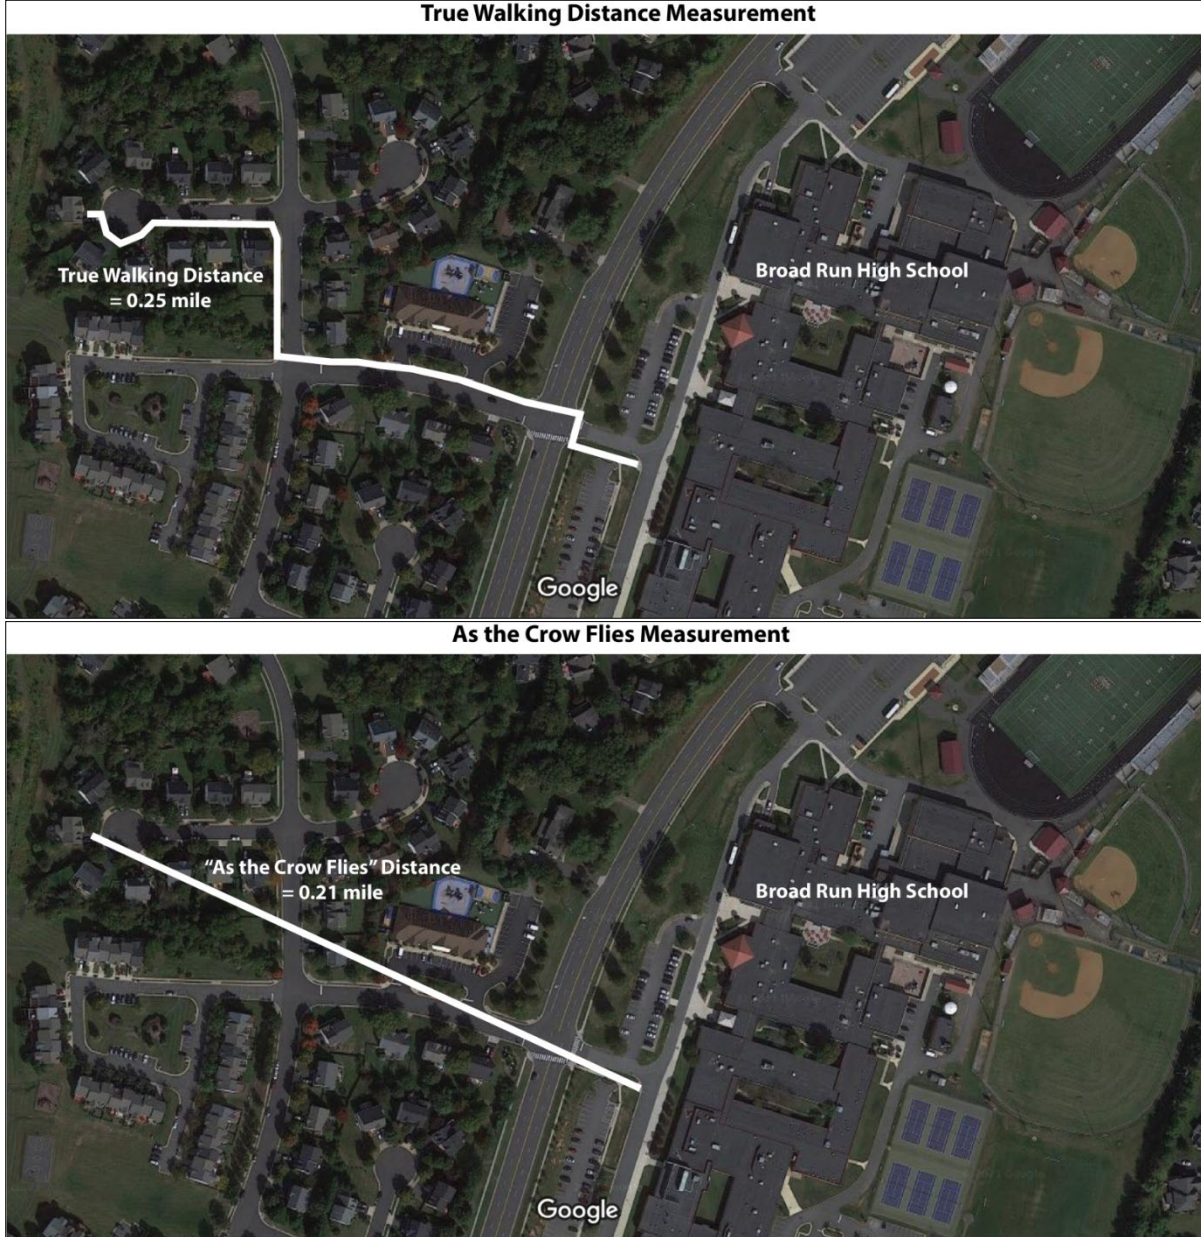 True Walking Distance Measurement
True Walking Distance
= 0.25 mile
Broad Run High School
Google
As the Crow Flies Measurement
“As the Crow Flies” Distance
= 0.21 mile
Broad Run High School
Google